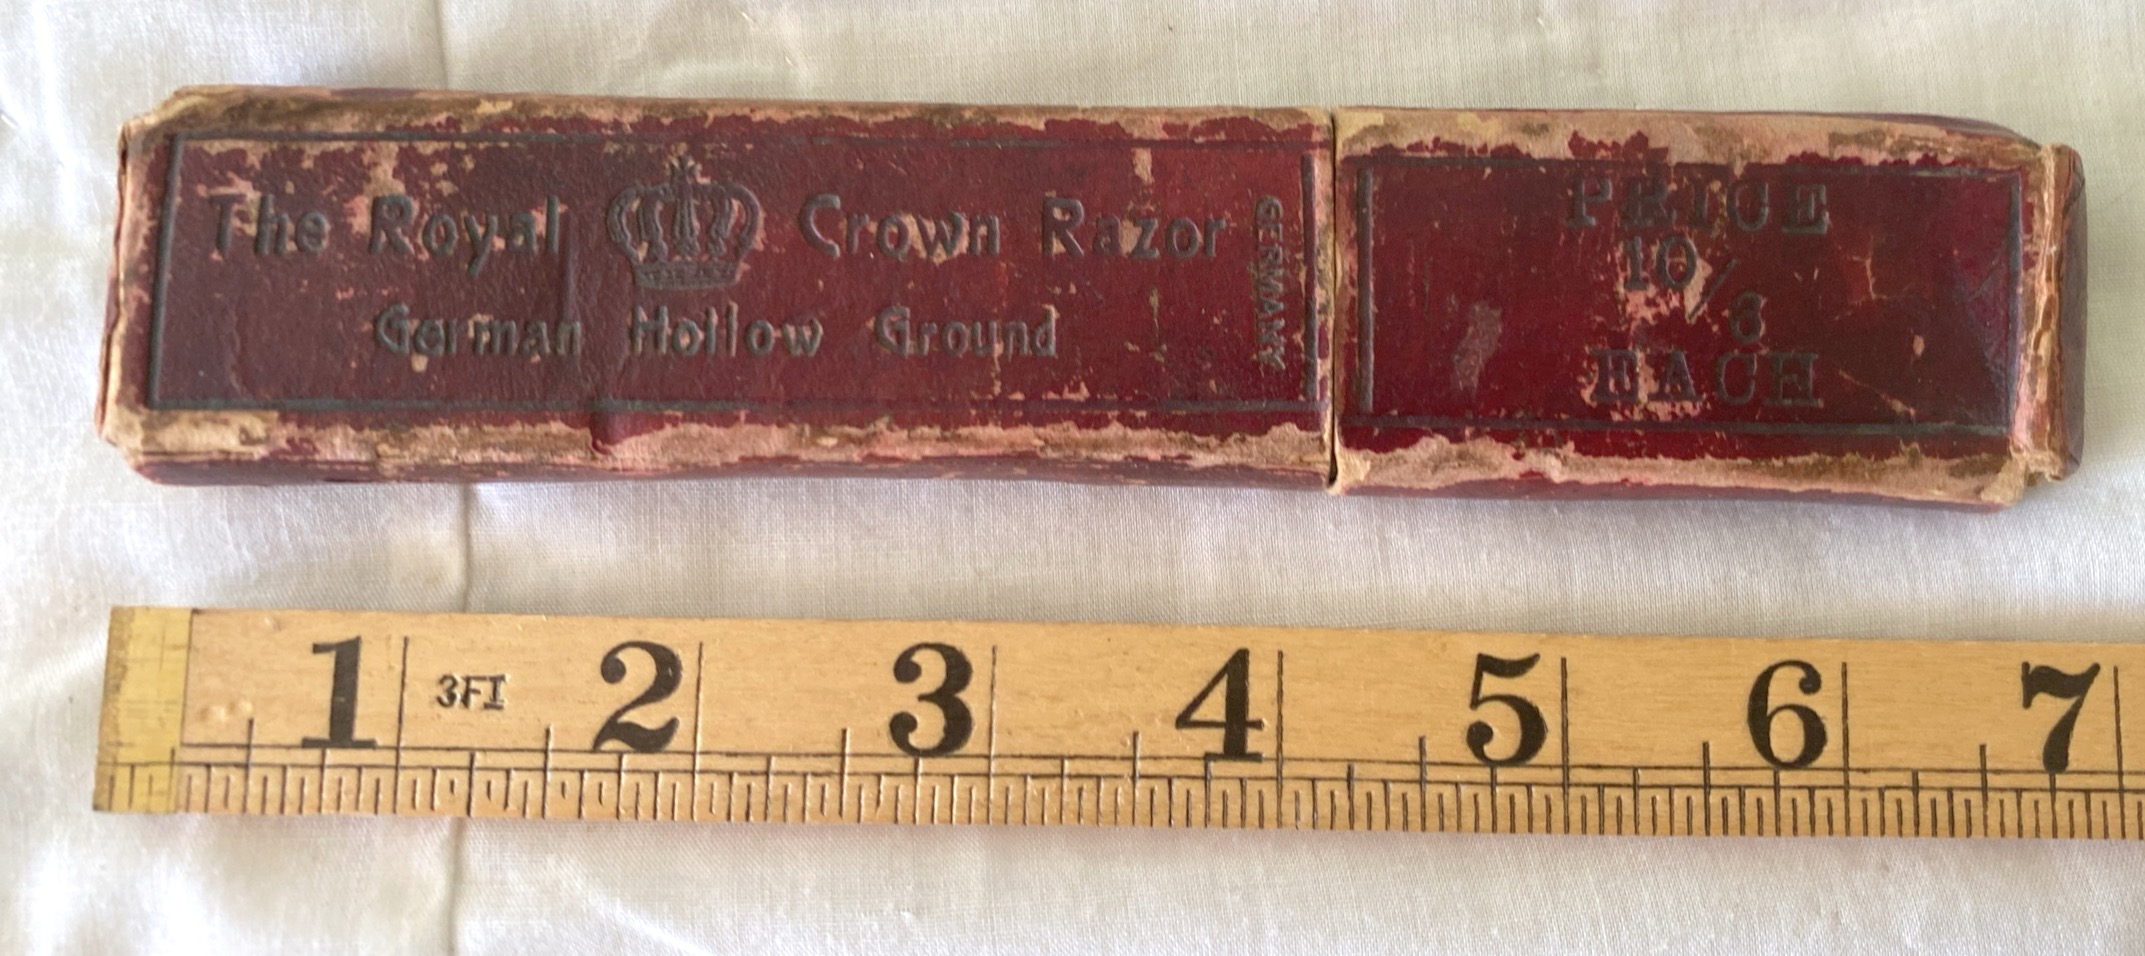 The Royal Crown Razor
German Hollow Ground
GERMANY
PRICE
10/6
EACH
1 2 3 4 5 6 7
3FT